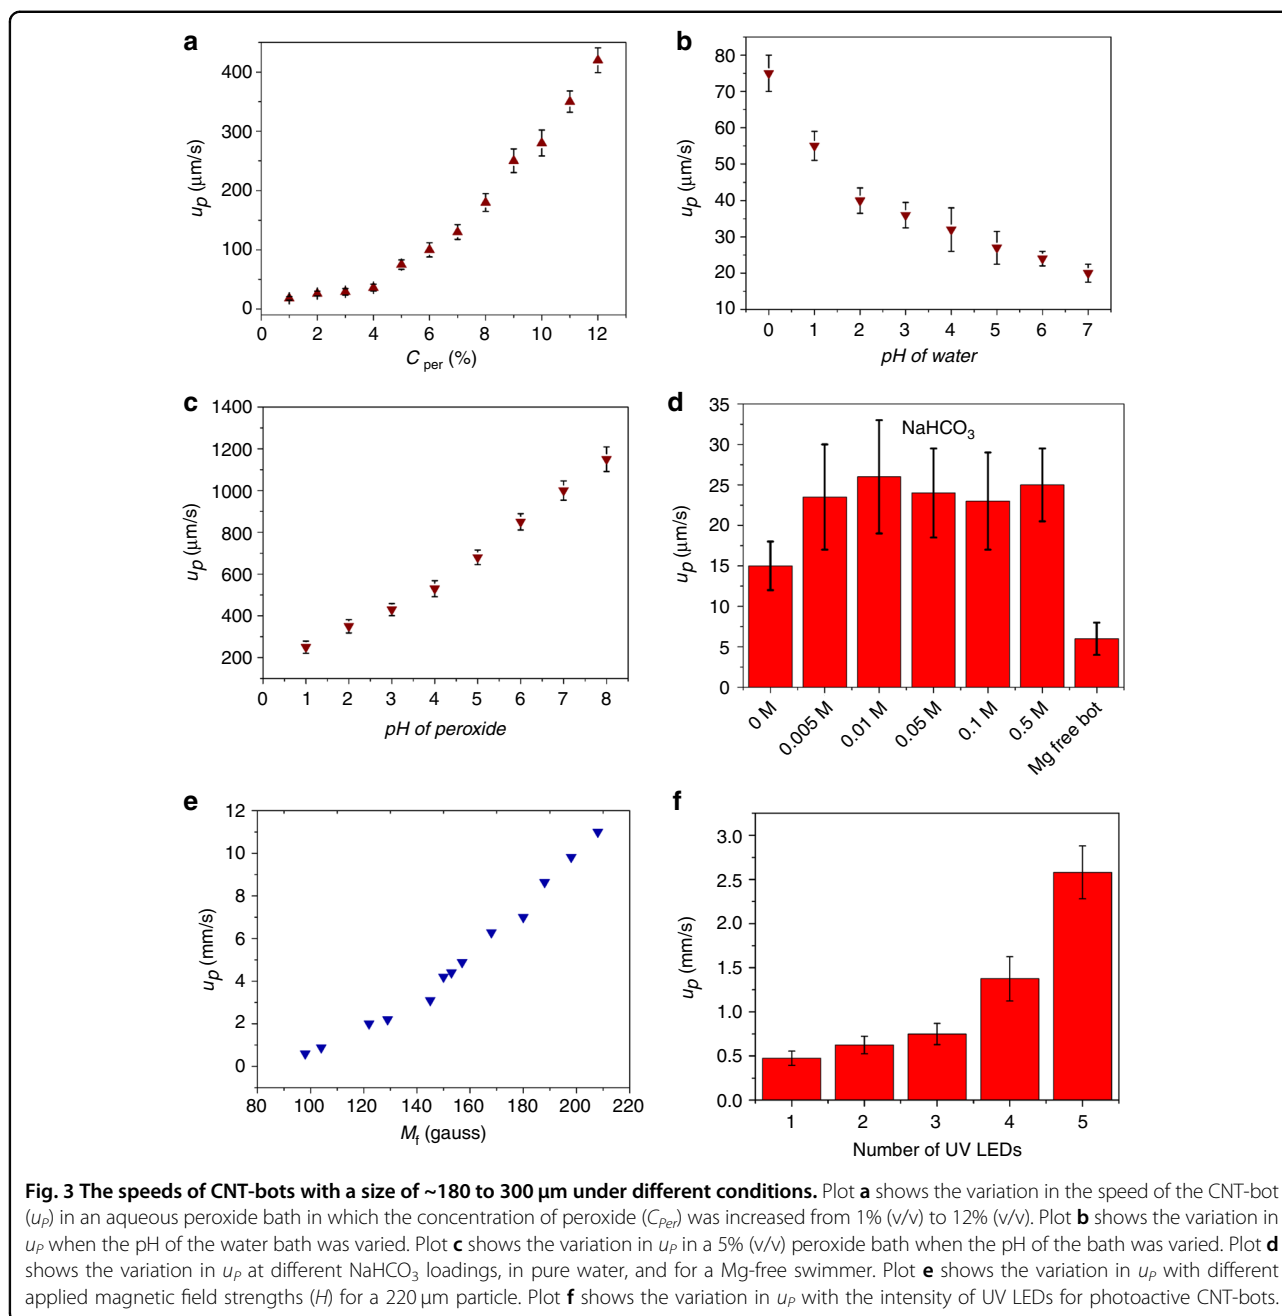 a
400
300
200
100
0
u_p (μm/s)
0 2 4 6 8 10 12
C_per (%)
b
80
70
60
50
40
30
20
10
u_p (μm/s)
0 1 2 3 4 5 6 7
pH of water
c
1400
1200
1000
800
600
400
200
u_p (μm/s)
0 1 2 3 4 5 6 7 8
pH of peroxide
d
35
30
25
20
15
10
5
0
u_p (μm/s)
NaHCO₃
0 M
0.005 M
0.01 M
0.05 M
0.1 M
0.5 M
Mg free bot
e
12
10
8
6
4
2
0
u_p (mm/s)
80 100 120 140 160 180 200 220
M_f (gauss)
f
3.0
2.5
2.0
1.5
1.0
0.5
0.0
u_p (mm/s)
1 2 3 4 5
Number of UV LEDs
Fig. 3 The speeds of CNT-bots with a size of ~180 to 300 μm under different conditions. Plot a shows the variation in the speed of the CNT-bot
(u_P) in an aqueous peroxide bath in which the concentration of peroxide (C_Per) was increased from 1% (v/v) to 12% (v/v). Plot b shows the variation in
u_P when the pH of the water bath was varied. Plot c shows the variation in u_P in a 5% (v/v) peroxide bath when the pH of the bath was varied. Plot d
shows the variation in u_P at different NaHCO₃ loadings, in pure water, and for a Mg-free swimmer. Plot e shows the variation in u_P with different
applied magnetic field strengths (H) for a 220 μm particle. Plot f shows the variation in u_P with the intensity of UV LEDs for photoactive CNT-bots.